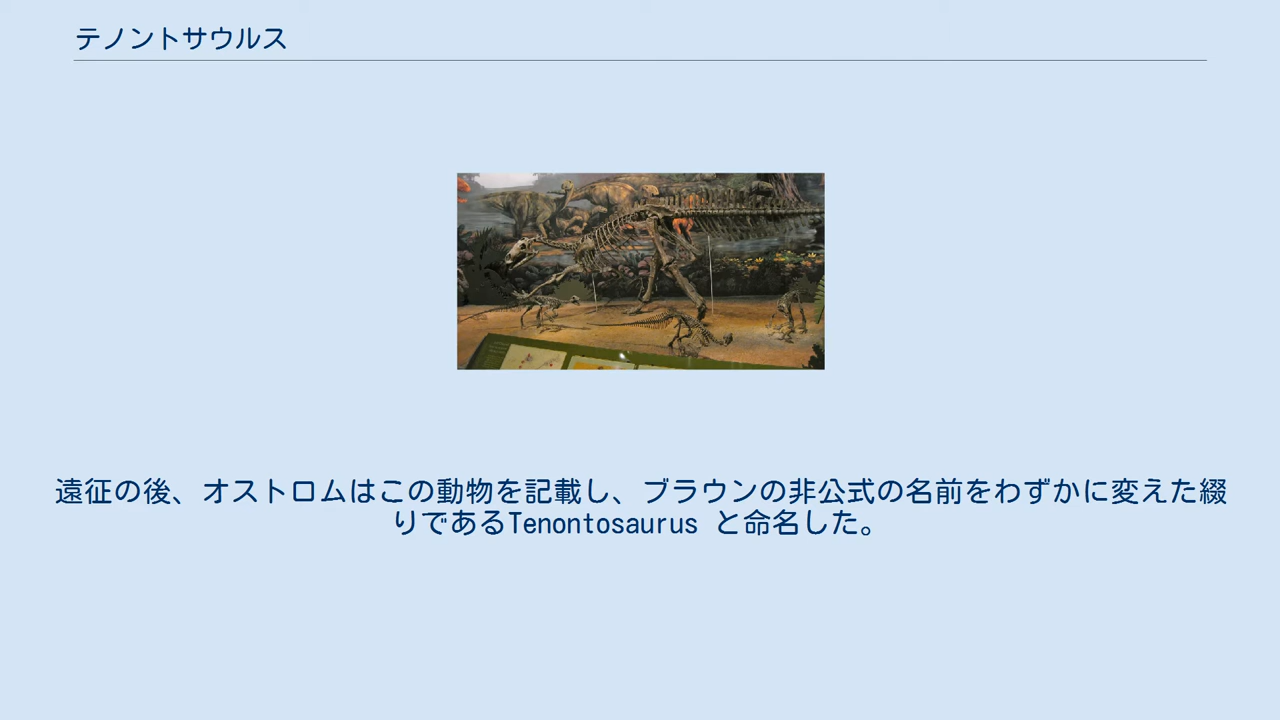 テノントサウルス
遠征の後、オストロムはこの動物を記載し、ブラウンの非公式の名前をわずかに変えた綴
りであるTenontosaurus と命名した。